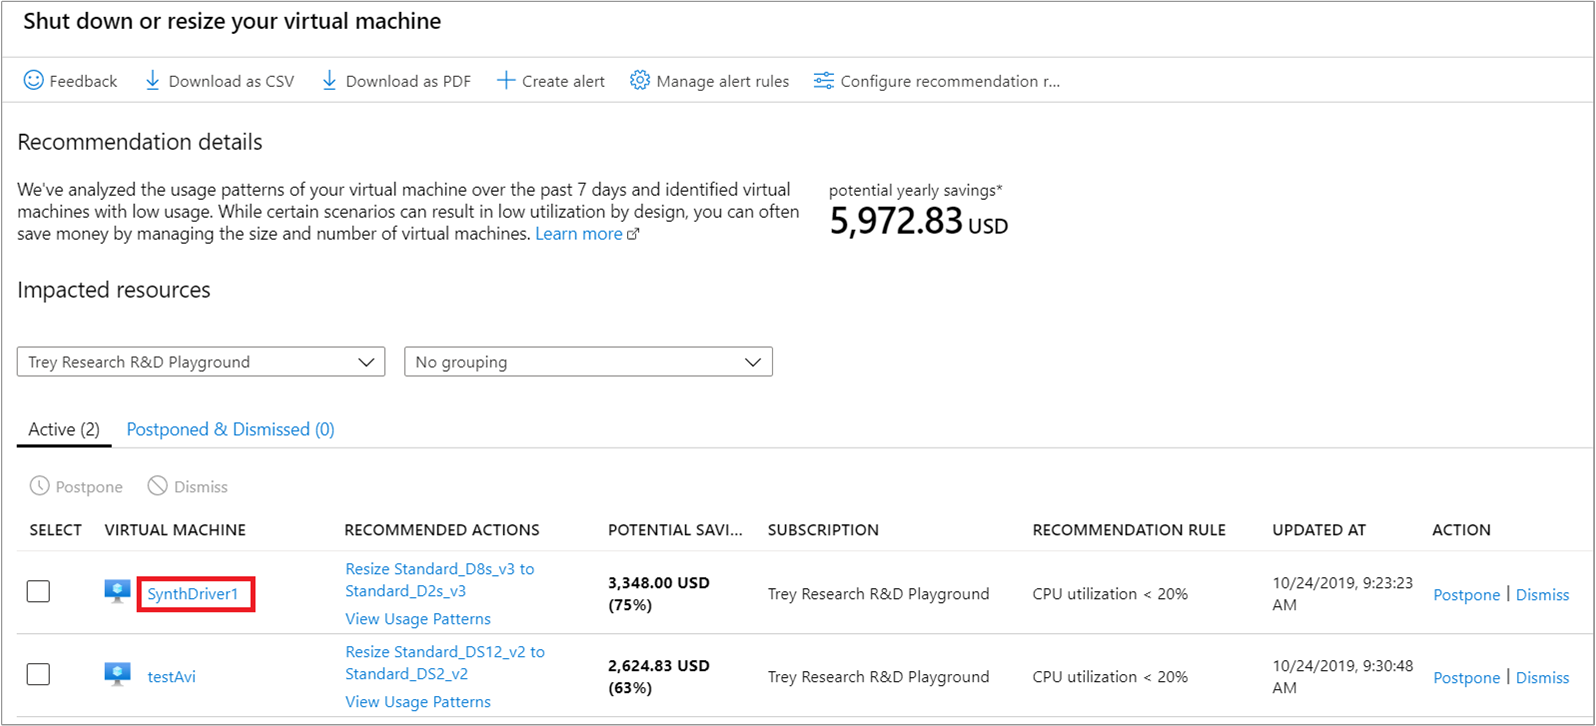 Shut down or resize your virtual machine
Feedback Download as CSV Download as PDF Create alert Manage alert rules Configure recommendation r...
Recommendation details
We've analyzed the usage patterns of your virtual machine over the past 7 days and identified virtual
machines with low usage. While certain scenarios can result in low utilization by design, you can often
save money by managing the size and number of virtual machines. Learn more
potential yearly savings*
5,972.83 USD
Impacted resources
Trey Research R&D Playground No grouping
Active (2) Postponed & Dismissed (0)
Postpone Dismiss
SELECT VIRTUAL MACHINE RECOMMENDED ACTIONS POTENTIAL SAVI... SUBSCRIPTION RECOMMENDATION RULE UPDATED AT ACTION
SynthDriver1
Resize Standard_D8s_v3 to
Standard_D2s_v3
View Usage Patterns
3,348.00 USD
(75%)
Trey Research R&D Playground
CPU utilization < 20%
10/24/2019, 9:23:23
AM
Postpone | Dismiss
testAvi
Resize Standard_DS12_v2 to
Standard_DS2_v2
View Usage Patterns
2,624.83 USD
(63%)
Trey Research R&D Playground
CPU utilization < 20%
10/24/2019, 9:30:48
AM
Postpone | Dismiss